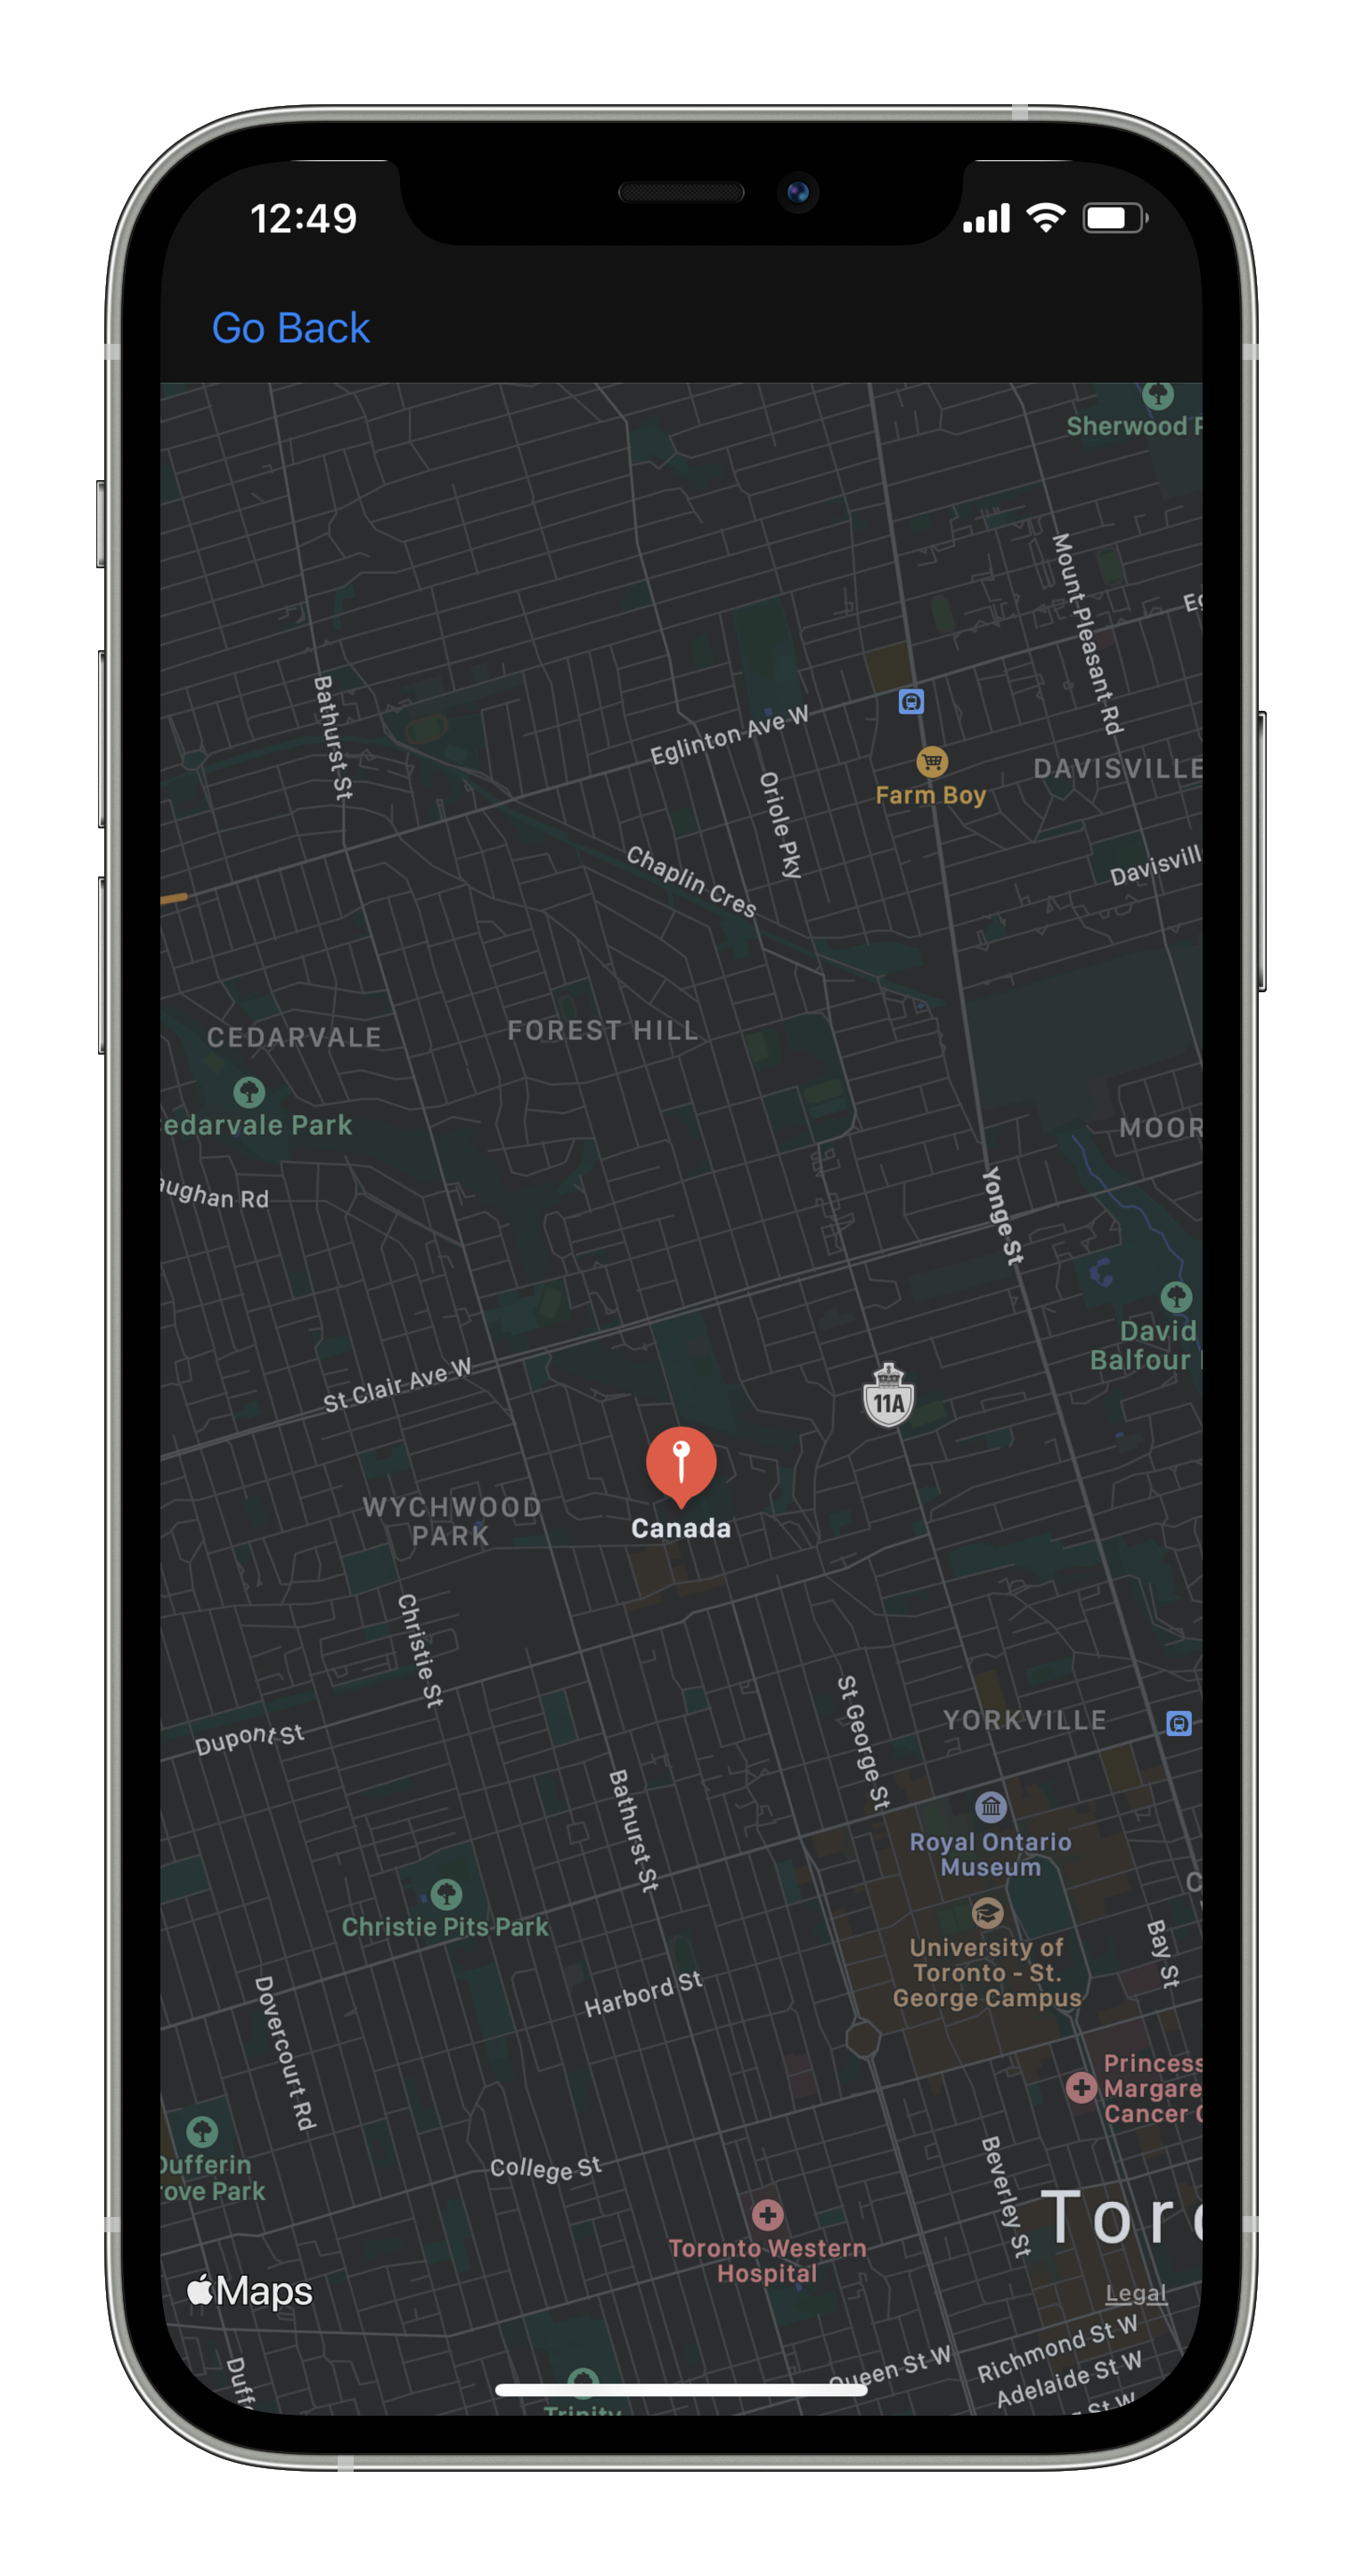 12:49
Go Back
Sherwood
Mount Pleasant Rd
Bathurst St
Eglinton Ave W
DAVISVILLE
Farm Boy
Oriole Pky
Chaplin Cres
Davisvill
CEDARVALE
FOREST HILL
edarvale Park
MOOR
aughan Rd
Yonge St
David
Balfour
St Clair Ave W
11A
WYCHWOOD
PARK
Canada
Christie St
Dupont St
St George St
YORKVILLE
Bathurst St
Royal Ontario
Museum
Christie Pits Park
University of
Toronto - St.
George Campus
Bay St
Harbord St
Dovercourt Rd
Princess
Margare
Cancer
Dufferin
rove Park
College St
Beverley St
Toro
Toronto Western
Hospital
Maps
Legal
Richmond St W
Queen St W
Adelaide St W
Duff
St W
Trinity